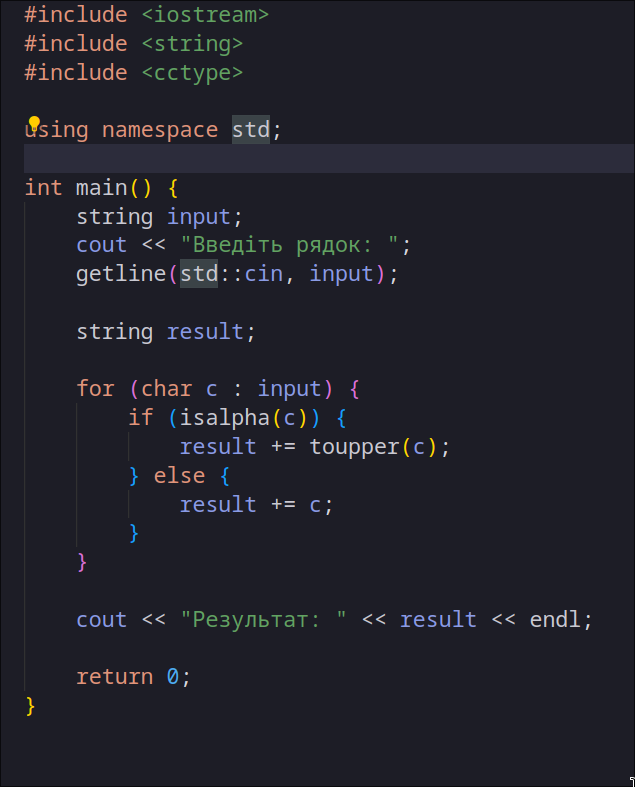 #include <iostream>
#include <string>
#include <cctype>
using namespace std;
int main() {
string input;
cout << "Введіть рядок: ";
getline(std::cin, input);
string result;
for (char c : input) {
if (isalpha(c)) {
result += toupper(c);
} else {
result += c;
}
}
cout << "Результат: " << result << endl;
return 0;
}